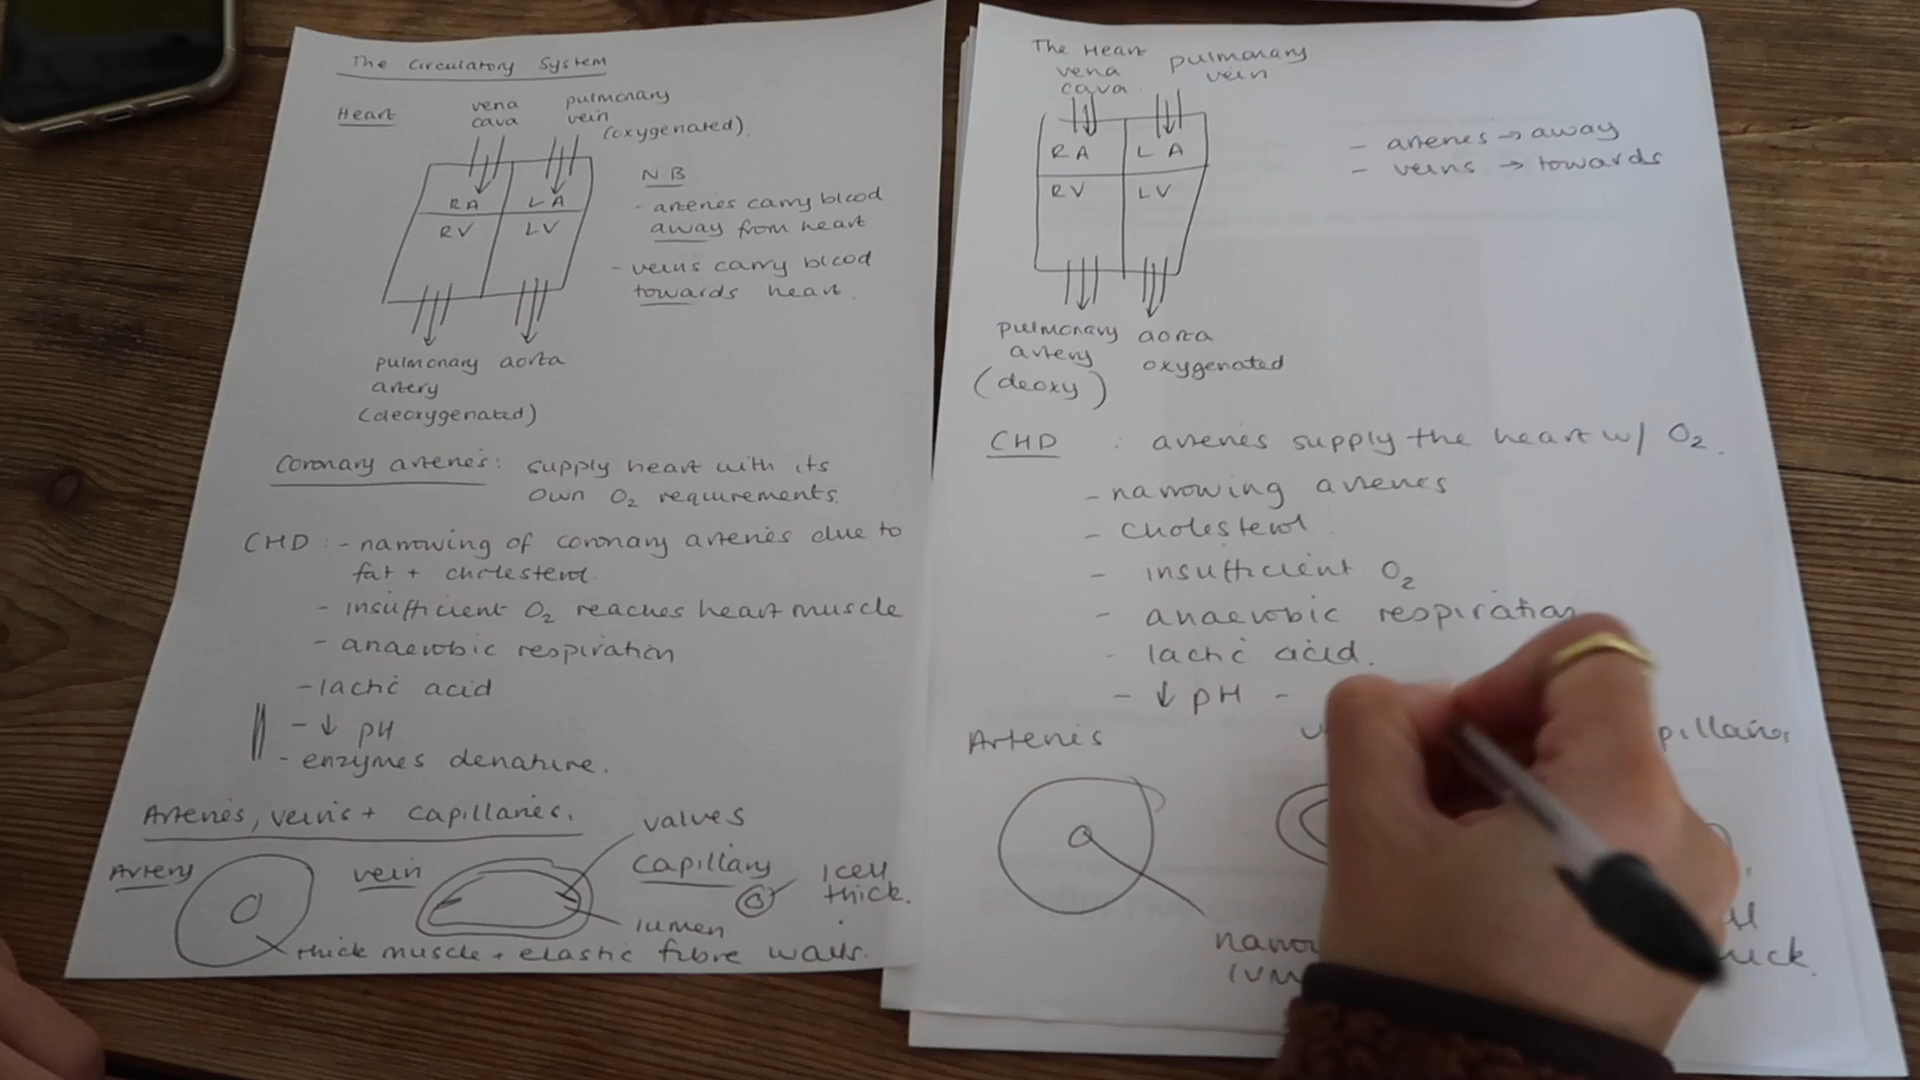 The Circulatory System
Heart
vena
cava
pulmonary
vein
(oxygenated).
RA
LA
RV
LV
NB
- arteries carry blood
away from heart
- veins carry blood
towards heart.
pulmonary
artery
(deoxygenated)
aorta
Coronary arteries: supply heart with its
own O2 requirements.
CHD: - narrowing of coronary arteries due to
fat + cholesterol.
- insufficient O2 reaches heart muscle
- anaerobic respiration
- lactic acid
- ↓ pH
- enzymes denature.
Arteries, veins + capillaries.
Artery
vein
valves
capillary
1 cell
thick.
lumen
thick muscle + elastic fibre walls.
The Heart
vena
cava
pulmonary
vein
RA
LA
RV
LV
- arteries → away
- veins → towards
pulmonary
artery
(deoxy)
aorta
oxygenated
CHD : arteries supply the heart w/ O2.
- narrowing arteries
- cholesterol
- insufficient O2
- anaerobic respiration
- lactic acid.
- ↓ pH -
Arteries